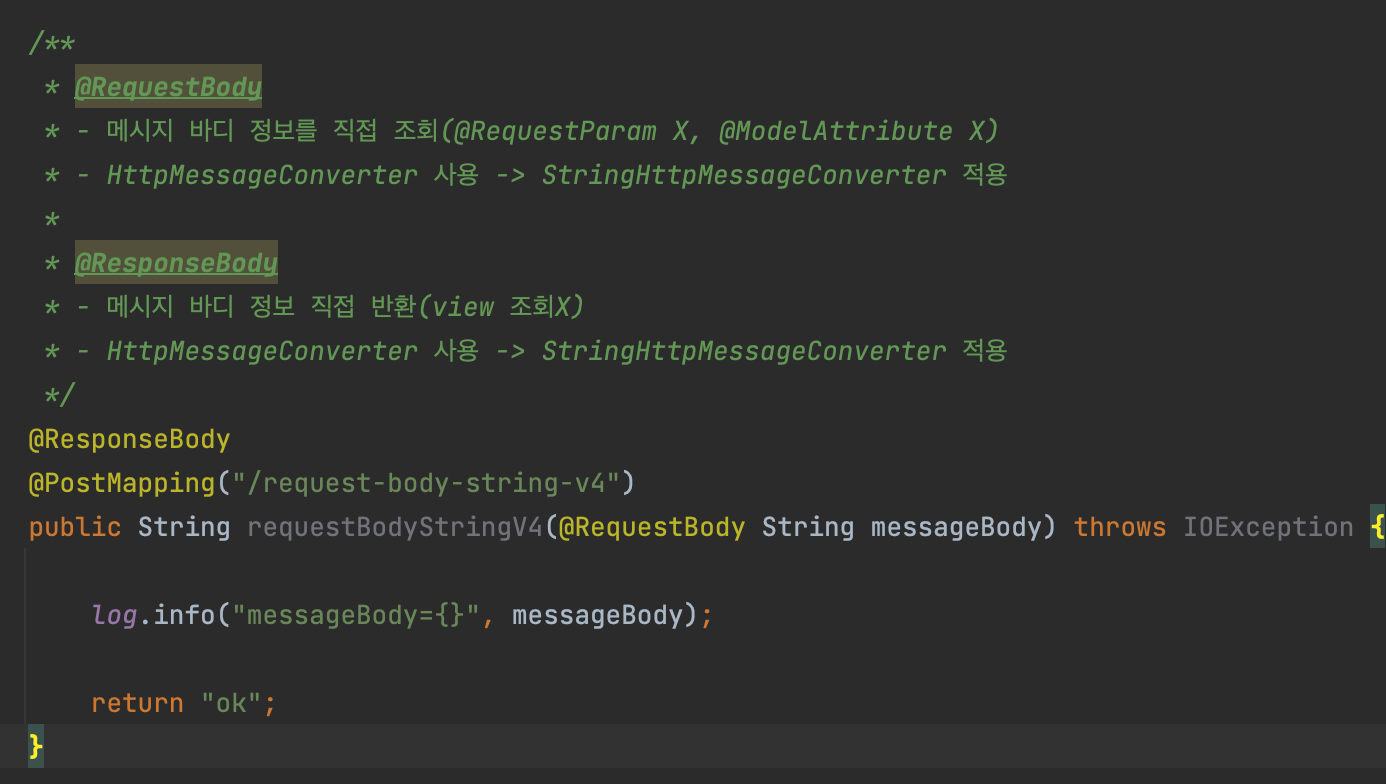 /**
 * @RequestBody
 * - 메시지 바디 정보를 직접 조회(@RequestParam X, @ModelAttribute X)
 * - HttpMessageConverter 사용 -> StringHttpMessageConverter 적용
 *
 * @ResponseBody
 * - 메시지 바디 정보 직접 반환(view 조회X)
 * - HttpMessageConverter 사용 -> StringHttpMessageConverter 적용
 */
@ResponseBody
@PostMapping("/request-body-string-v4")
public String requestBodyStringV4(@RequestBody String messageBody) throws IOException {
    log.info("messageBody={}", messageBody);
    return "ok";
}